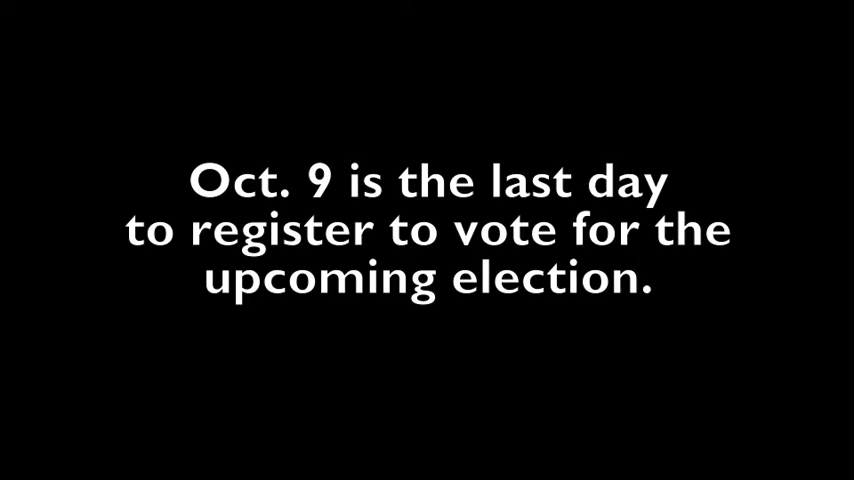 Oct. 9 is the last day
to register to vote for the
upcoming election.